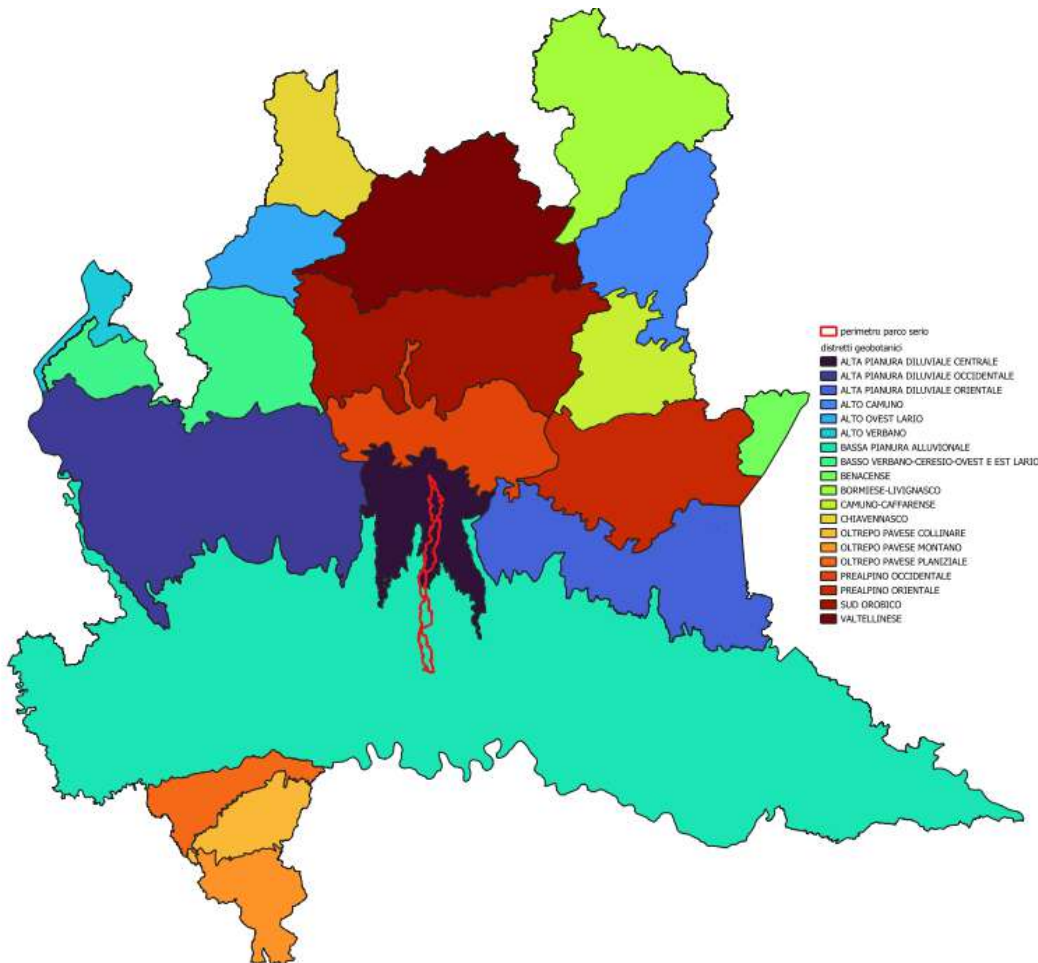 perimetro parco serio
distretti geobotanici
ALTA PIANURA DILUVIALE CENTRALE
ALTA PIANURA DILUVIALE OCCIDENTALE
ALTA PIANURA DILUVIALE ORIENTALE
ALTO CAMUNO
ALTO OVEST LARIO
ALTO VERBANO
BASSA PIANURA ALLUVIONALE
BASSO VERBANO-CERESIO-OVEST E EST LARIO
BENACENSE
BORMIESE-LIVIGNASCO
CAMUNO-CAFFARENSE
CHIAVENNASCO
OLTREPO PAVESE COLLINARE
OLTREPO PAVESE MONTANO
OLTREPO PAVESE PLANIZIALE
PREALPINO OCCIDENTALE
PREALPINO ORIENTALE
SUD OROBICO
VALTELLINESE